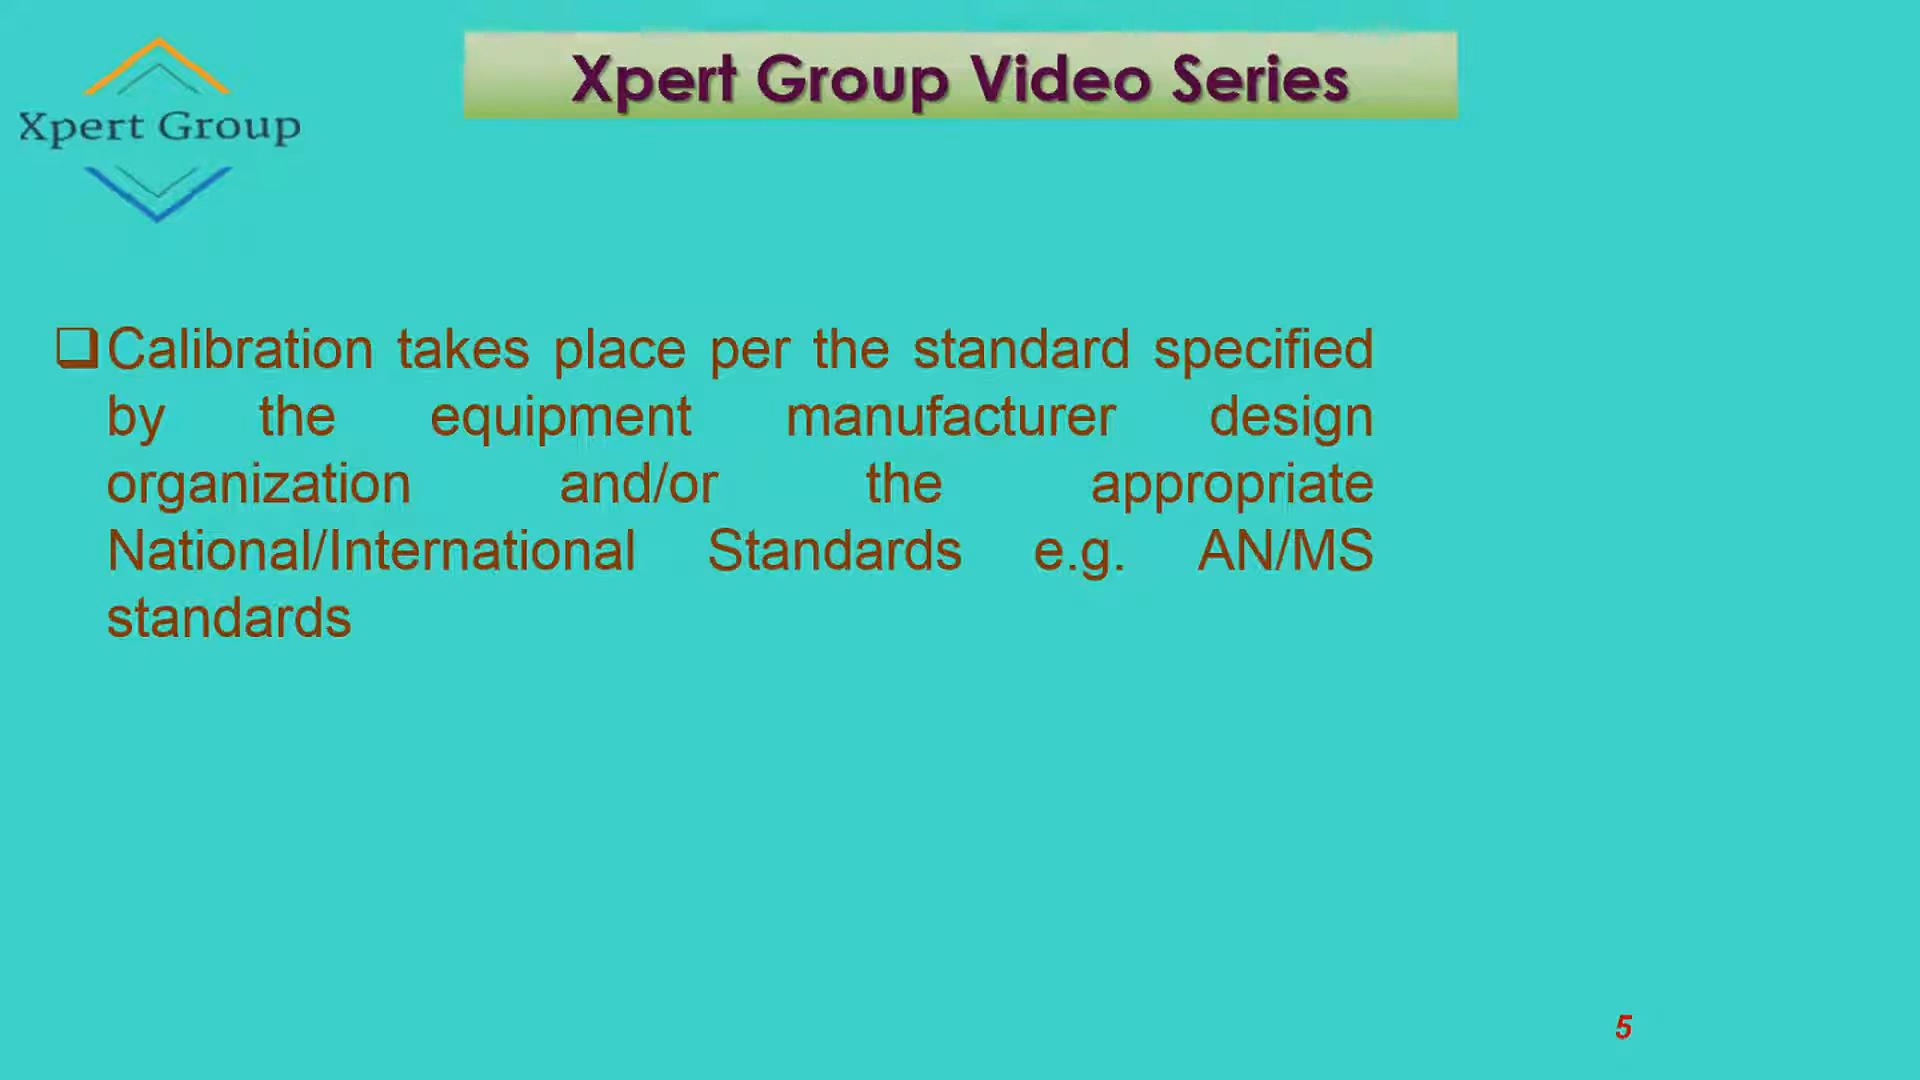 Xpert Group Video Series
Xpert Group
Calibration takes place per the standard specified
by the equipment manufacturer design
organization and/or the appropriate
National/International Standards e.g. AN/MS
standards
5